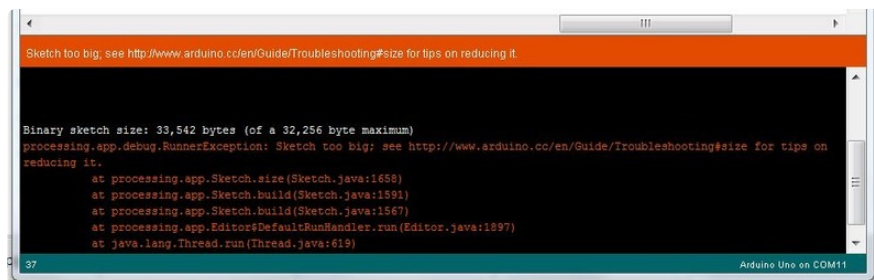 Sketch too big; see http://www.arduino.cc/en/Guide/Troubleshooting#size for tips on reducing it.
Binary sketch size: 33,542 bytes (of a 32,256 byte maximum)
processing.app.debug.RunnerException: Sketch too big; see http://www.arduino.cc/en/Guide/Troubleshooting#size for tips on
reducing it.
at processing.app.Sketch.size(Sketch.java:1658)
at processing.app.Sketch.build(Sketch.java:1591)
at processing.app.Sketch.build(Sketch.java:1567)
at processing.app.Editor$DefaultRunHandler.run(Editor.java:1897)
at java.lang.Thread.run(Thread.java:619)
37
Arduino Uno on COM11